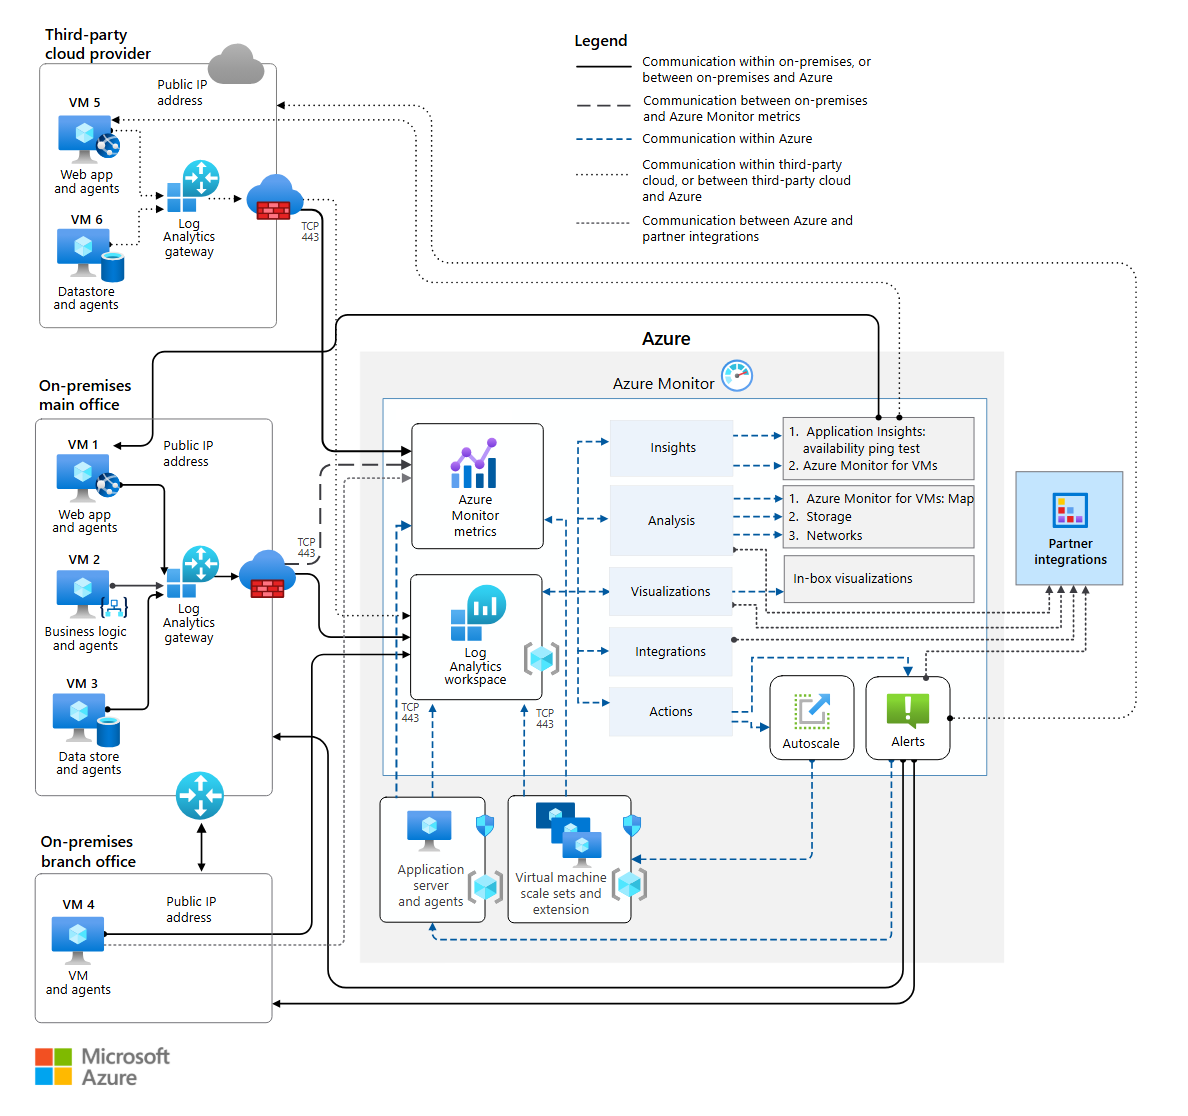 Third-party
cloud provider
Public IP
address
VM 5
Web app
and agents
VM 6
Datastore
and agents
Log
Analytics
gateway
TCP
443
Legend
Communication within on-premises, or
between on-premises and Azure
Communication between on-premises
and Azure Monitor metrics
Communication within Azure
Communication within third-party
cloud, or between third-party cloud
and Azure
Communication between Azure and
partner integrations
On-premises
main office
Public IP
address
VM 1
Web app
and agents
VM 2
Business logic
and agents
VM 3
Data store
and agents
Log
Analytics
gateway
TCP
443
On-premises
branch office
Public IP
address
VM 4
VM
and agents
Azure
Azure Monitor
Azure
Monitor
metrics
Log
Analytics
workspace
TCP
443
TCP
443
Insights
Analysis
Visualizations
Integrations
Actions
1. Application Insights:
availability ping test
2. Azure Monitor for VMs
1. Azure Monitor for VMs: Map
2. Storage
3. Networks
In-box visualizations
Autoscale
Alerts
Partner
integrations
Application
server
and agents
Virtual machine
scale sets and
extension
Microsoft
Azure